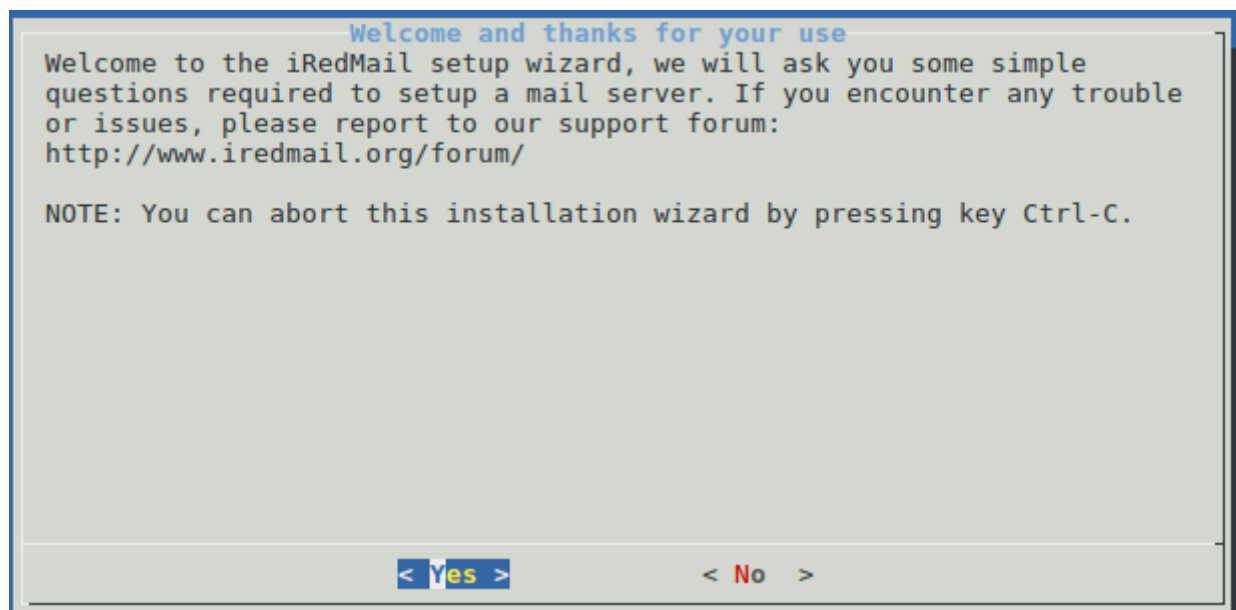 Welcome and thanks for your use
Welcome to the iRedMail setup wizard, we will ask you some simple
questions required to setup a mail server. If you encounter any trouble
or issues, please report to our support forum:
http://www.iredmail.org/forum/
NOTE: You can abort this installation wizard by pressing key Ctrl-C.
< Yes > < No >